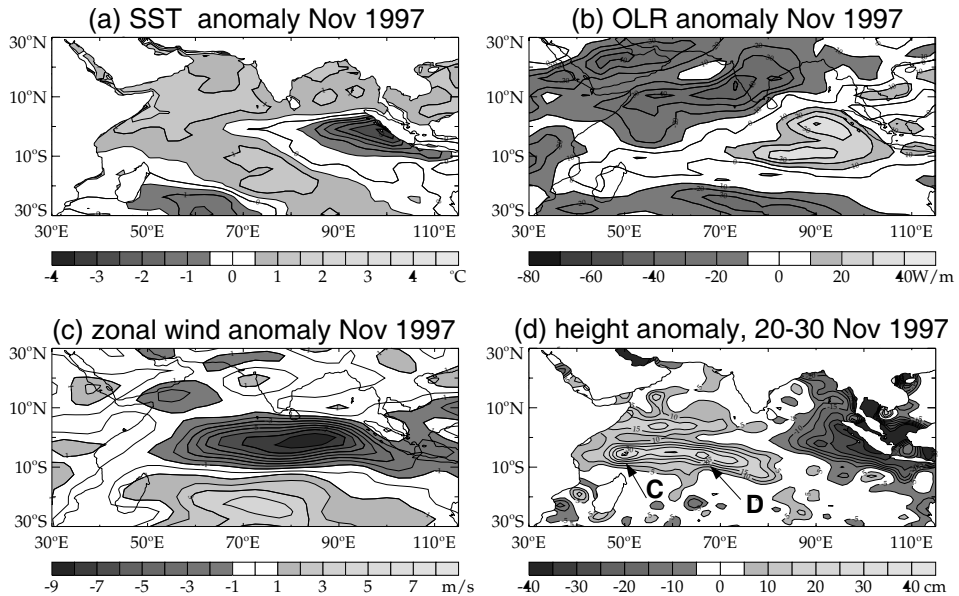 (a) SST anomaly Nov 1997
(b) OLR anomaly Nov 1997
30°N
10°N
10°S
30°S
30°E 70°E 90°E 110°E
30°N
10°N
10°S
30°S
30°E 70°E 90°E 110°E
-4 -3 -2 -1 0 1 2 3 4 °C
-80 -60 -40 -20 0 20 40W/m
(c) zonal wind anomaly Nov 1997
(d) height anomaly, 20-30 Nov 1997
30°N
10°N
10°S
30°S
30°E 70°E 90°E 110°E
30°N
10°N
10°S
30°S
C
D
30°E 70°E 90°E 110°E
-9 -7 -5 -3 -1 1 3 5 7 m/s
-40 -30 -20 -10 0 10 20 30 40 cm